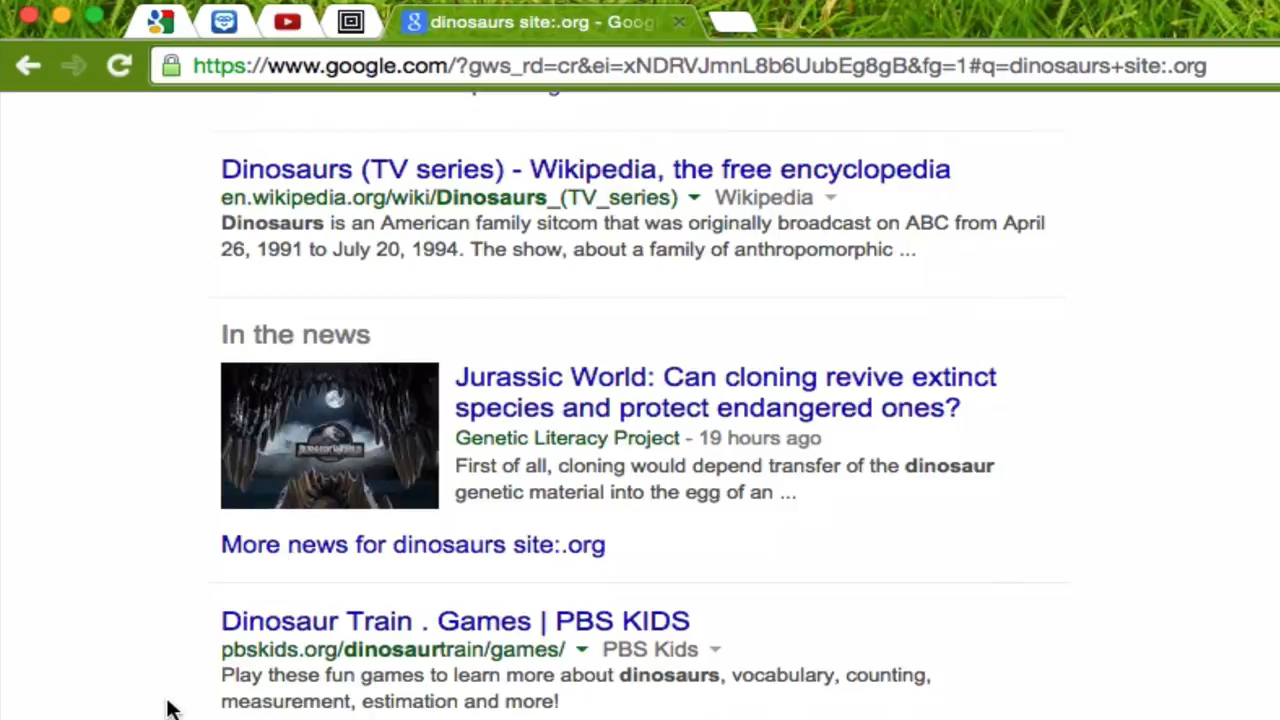 dinosaurs site:.org - Goog
https://www.google.com/?gws_rd=cr&ei=xNDRVJmnL8b6UubEg8gB&fg=1#q=dinosaurs+site:.org
Dinosaurs (TV series) - Wikipedia, the free encyclopedia
en.wikipedia.org/wiki/Dinosaurs_(TV_series) Wikipedia
Dinosaurs is an American family sitcom that was originally broadcast on ABC from April
26, 1991 to July 20, 1994. The show, about a family of anthropomorphic ...
In the news
Jurassic World: Can cloning revive extinct
species and protect endangered ones?
Genetic Literacy Project - 19 hours ago
First of all, cloning would depend transfer of the dinosaur
genetic material into the egg of an ...
JURASSIC WORLD
More news for dinosaurs site:.org
Dinosaur Train . Games | PBS KIDS
pbskids.org/dinosaurtrain/games/ PBS Kids
Play these fun games to learn more about dinosaurs, vocabulary, counting,
measurement, estimation and more!